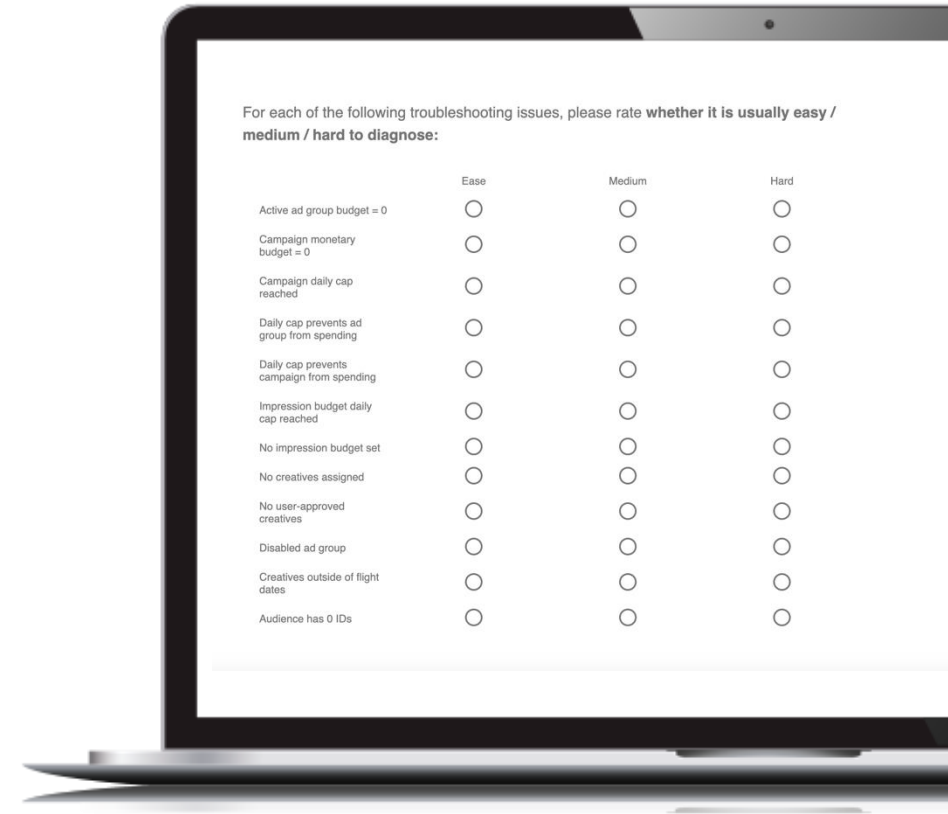 For each of the following troubleshooting issues, please rate whether it is usually easy /
medium / hard to diagnose:
Ease Medium Hard
Active ad group budget = 0
Campaign monetary
budget = 0
Campaign daily cap
reached
Daily cap prevents ad
group from spending
Daily cap prevents
campaign from spending
Impression budget daily
cap reached
No impression budget set
No creatives assigned
No user-approved
creatives
Disabled ad group
Creatives outside of flight
dates
Audience has 0 IDs